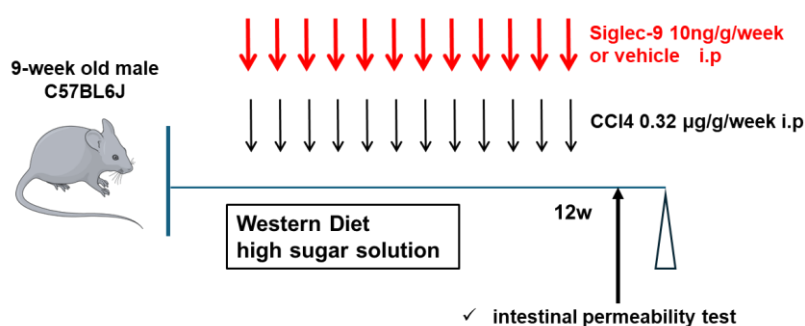 Siglec-9 10ng/g/week
or vehicle i.p
9-week old male
C57BL6J
CCl4 0.32 µg/g/week i.p
Western Diet
high sugar solution
12w
✓ intestinal permeability test